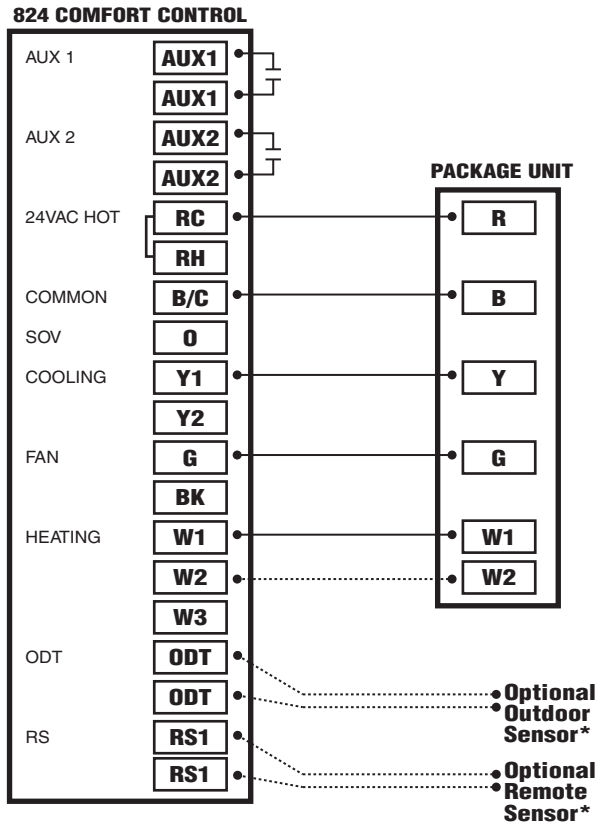 824 COMFORT CONTROL
AUX 1 AUX1
AUX1
AUX 2 AUX2
AUX2
PACKAGE UNIT
24VAC HOT RC R
RH
COMMON B/C B
SOV O
COOLING Y1 Y
Y2
FAN G G
BK
HEATING W1 W1
W2 W2
W3
ODT ODT
ODT
Optional
Outdoor
Sensor*
RS RS1
RS1
Optional
Remote
Sensor*